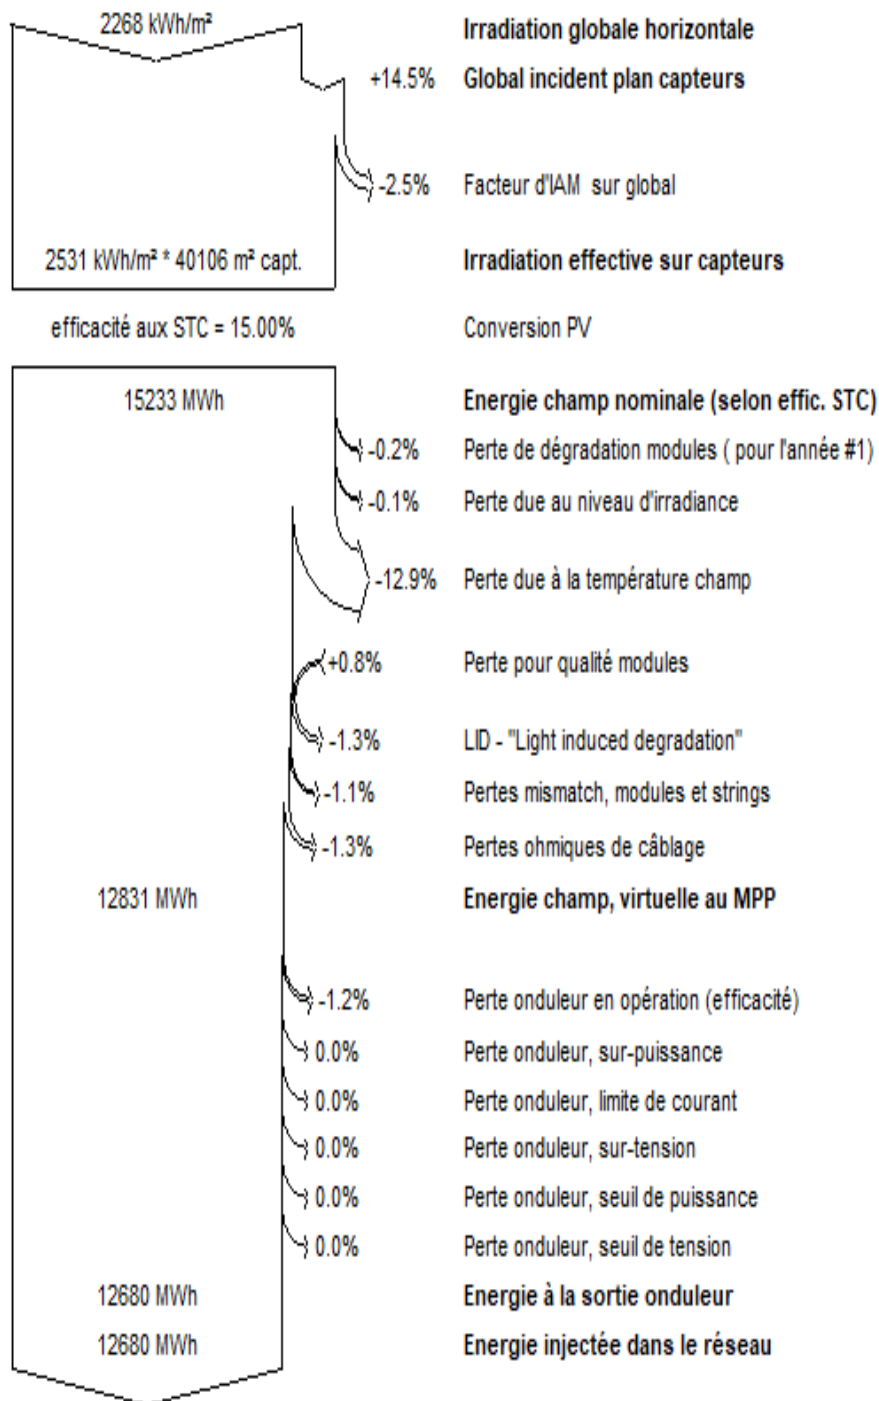 2268 kWh/m² Irradiation globale horizontale
+14.5% Global incident plan capteurs
-2.5% Facteur d'IAM sur global
2531 kWh/m² * 40106 m² capt. Irradiation effective sur capteurs
efficacité aux STC = 15.00% Conversion PV
15233 MWh Energie champ nominale (selon effic. STC)
-0.2% Perte de dégradation modules ( pour l'année #1)
-0.1% Perte due au niveau d'irradiance
-12.9% Perte due à la température champ
+0.8% Perte pour qualité modules
-1.3% LID - "Light induced degradation"
-1.1% Pertes mismatch, modules et strings
-1.3% Pertes ohmiques de câblage
12831 MWh Energie champ, virtuelle au MPP
-1.2% Perte onduleur en opération (efficacité)
0.0% Perte onduleur, sur-puissance
0.0% Perte onduleur, limite de courant
0.0% Perte onduleur, sur-tension
0.0% Perte onduleur, seuil de puissance
0.0% Perte onduleur, seuil de tension
12680 MWh Energie à la sortie onduleur
12680 MWh Energie injectée dans le réseau